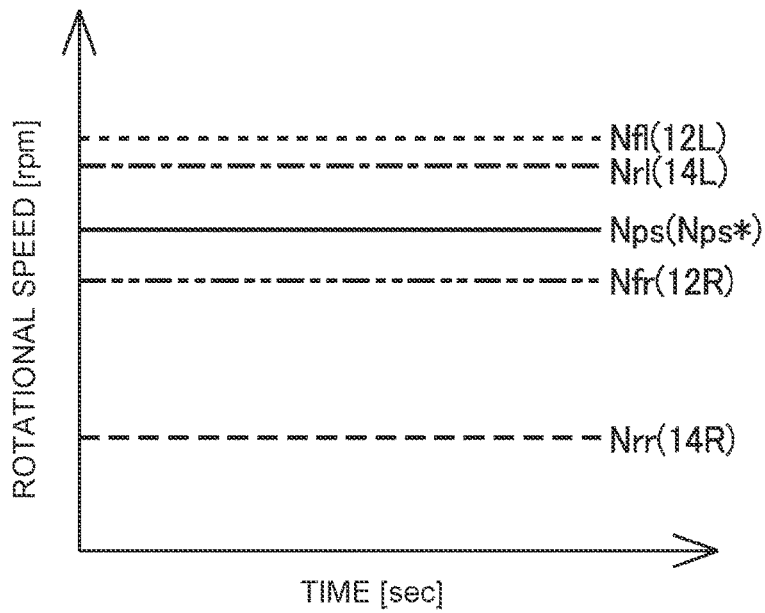 ROTATIONAL SPEED [rpm]
Nfl(12L)
Nrl(14L)
Nps(Nps*)
Nfr(12R)
Nrr(14R)
TIME [sec]